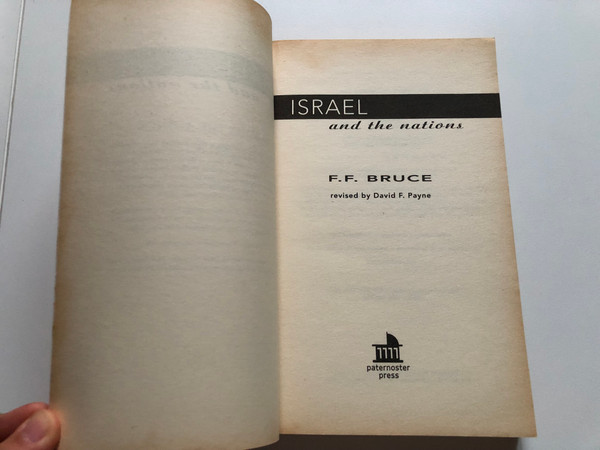 ISRAEL
and the nations
F.F. BRUCE
revised by David F. Payne
paternoster
press